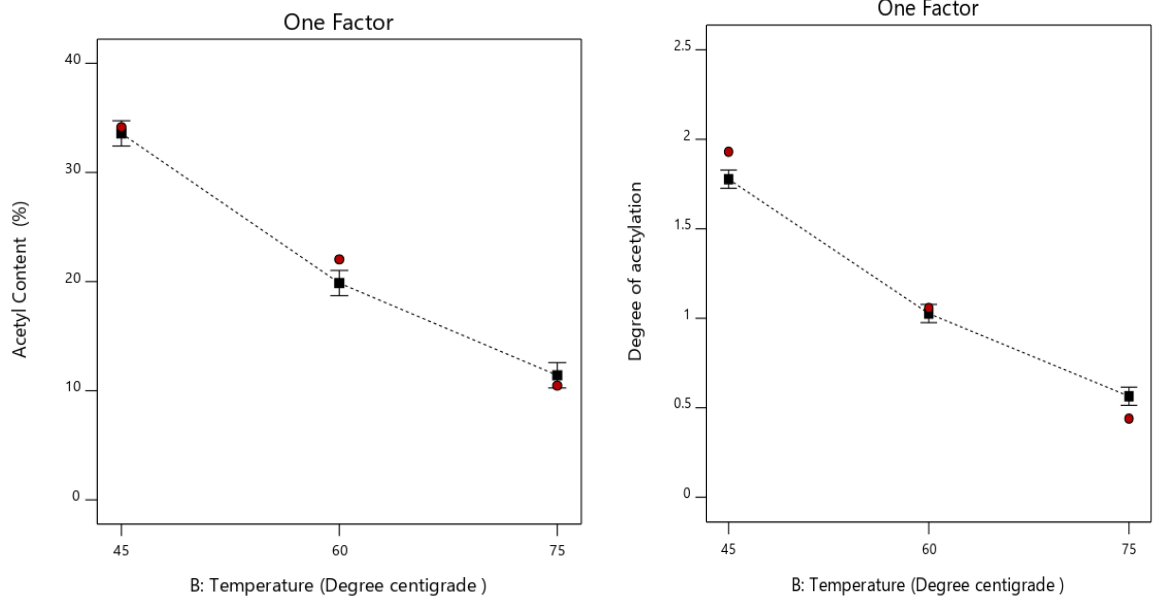 One Factor
40
30
20
10
0
Acetyl Content (%)
45 60 75
B: Temperature (Degree centigrade )
One Factor
2.5
2
1.5
1
0.5
0
Degree of acetylation
45 60 75
B: Temperature (Degree centigrade )